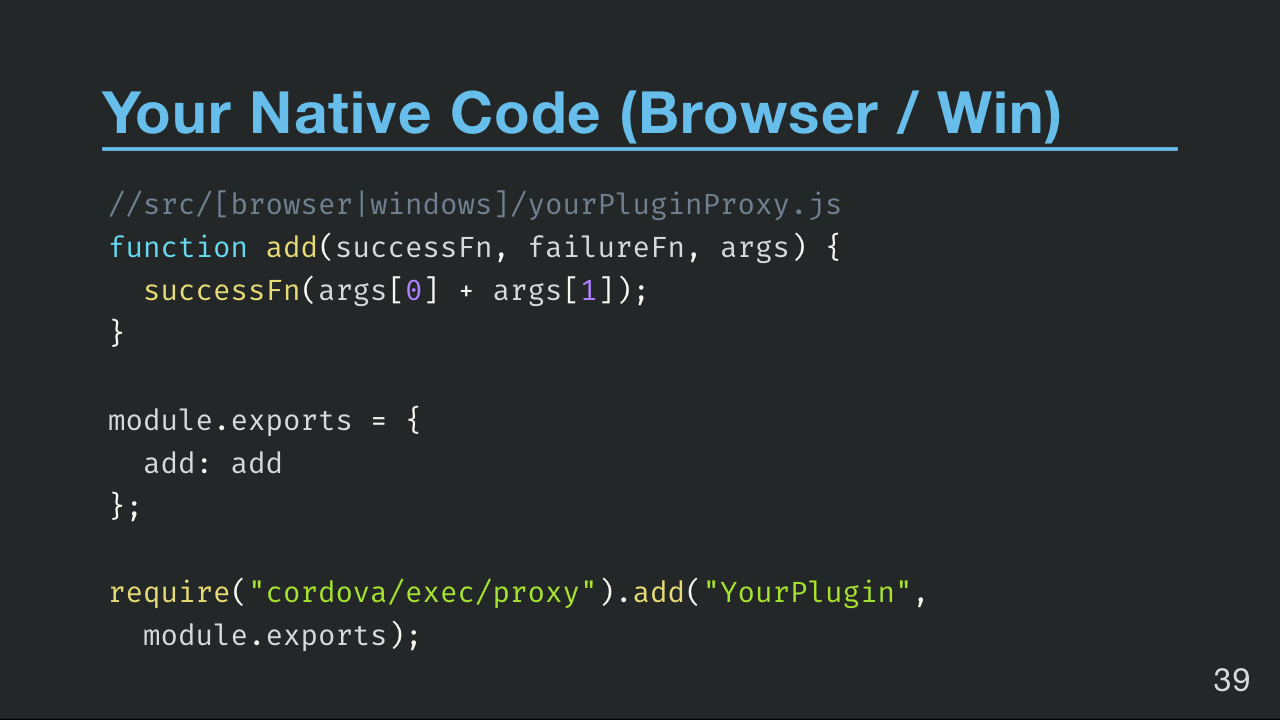 Your Native Code (Browser / Win)
//src/[browser|windows]/yourPluginProxy.js
function add(successFn, failureFn, args) {
  successFn(args[0] + args[1]);
}
module.exports = {
  add: add
};
require("cordova/exec/proxy").add("YourPlugin",
  module.exports);
39